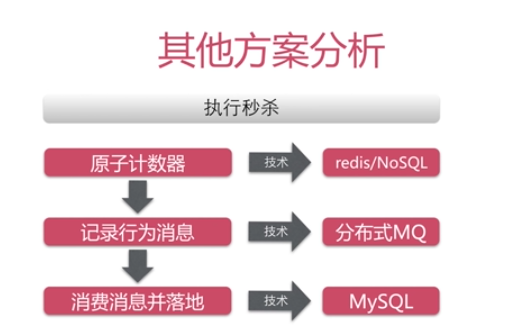 其他方案分析
执行秒杀
原子计数器 技术 redis/NoSQL
记录行为消息 技术 分布式MQ
消费消息并落地 技术 MySQL